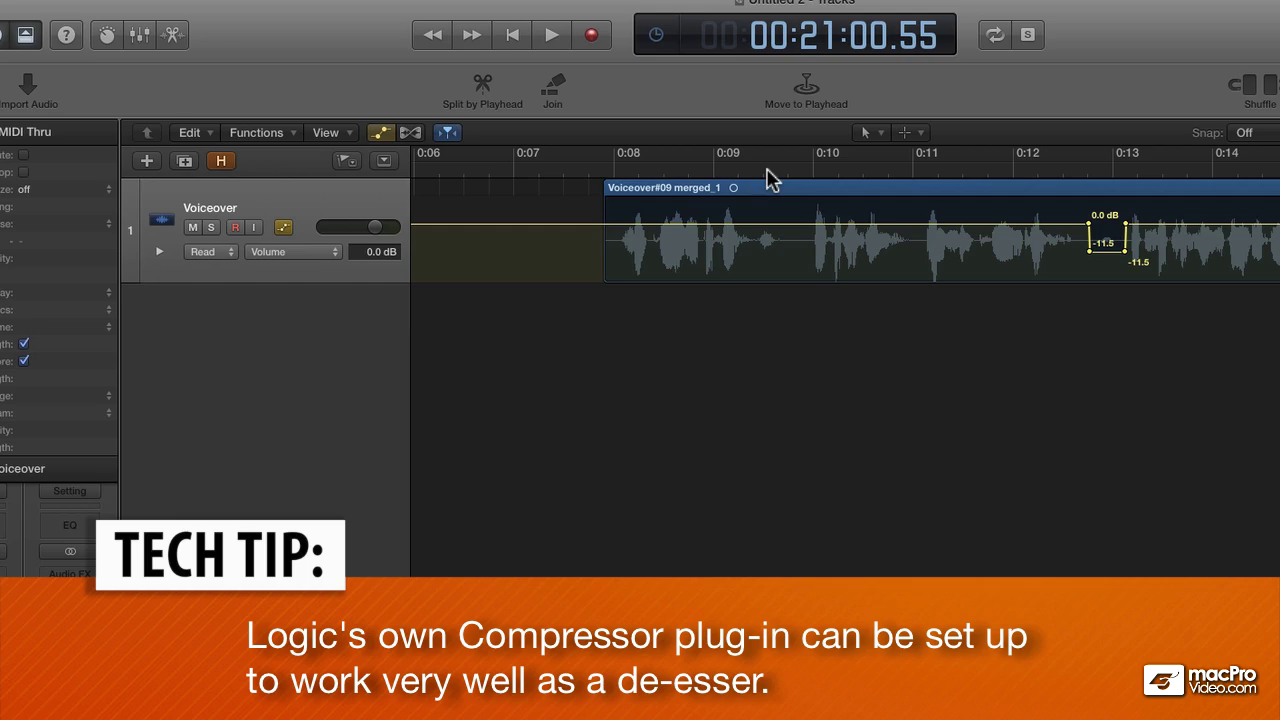 Untitled 2 - Tracks
00:21:00.55
S
Import Audio
Split by Playhead
Join
Move to Playhead
Shuffle
MIDI Thru
Edit
Functions
View
Snap: Off
H
0:06
0:07
0:08
0:09
0:10
0:11
0:12
0:13
0:14
Voiceover#09 merged_1
1
Voiceover
M S R I
Read
Volume
0.0 dB
0.0 dB
-11.5
-11.5
off
Setting
EQ
Audio FX
TECH TIP:
Logic's own Compressor plug-in can be set up
to work very well as a de-esser.
macPro
Video.com